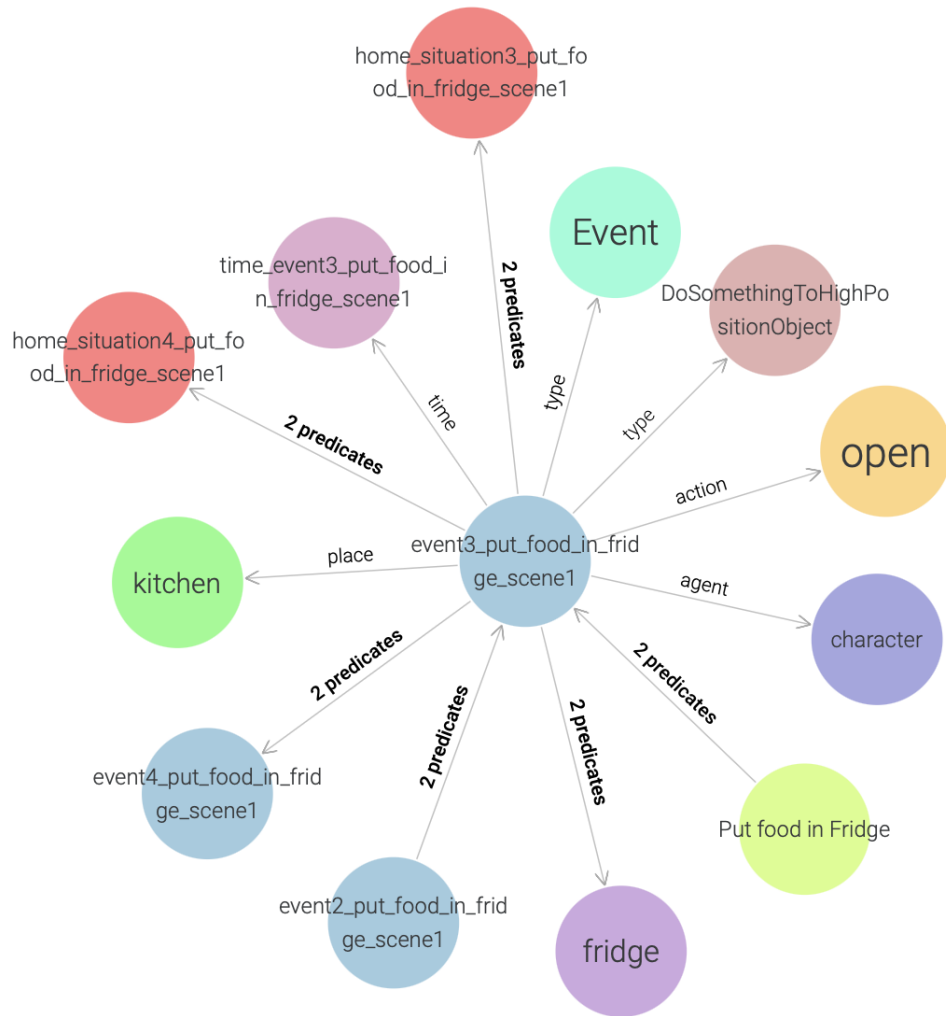 home_situation3_put_fo
od_in_fridge_scene1
Event
time_event3_put_food_i
n_fridge_scene1
DoSomethingToHighPo
sitionObject
home_situation4_put_fo
od_in_fridge_scene1
2 predicates
type
time
type
2 predicates
open
action
event3_put_food_in_frid
ge_scene1
place
kitchen
agent
character
2 predicates
2 predicates
2 predicates
2 predicates
event4_put_food_in_frid
ge_scene1
Put food in Fridge
event2_put_food_in_frid
ge_scene1
fridge